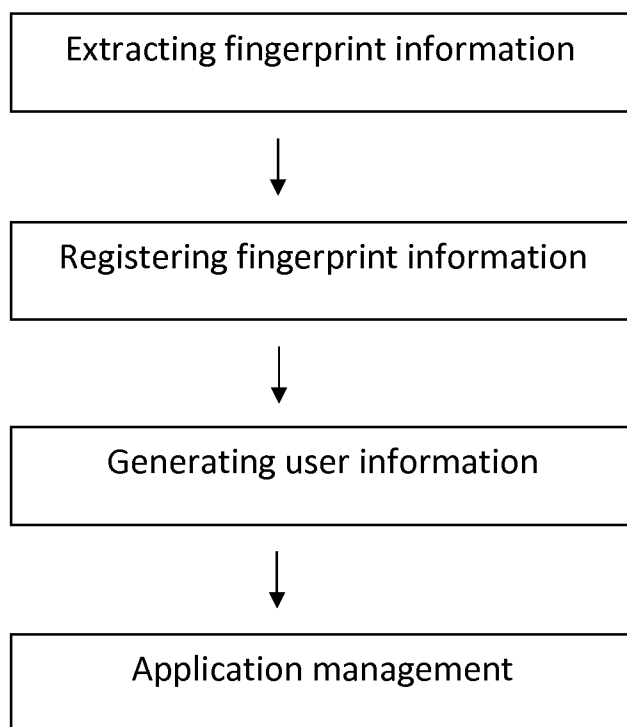 Extracting fingerprint information
Registering fingerprint information
Generating user information
Application management